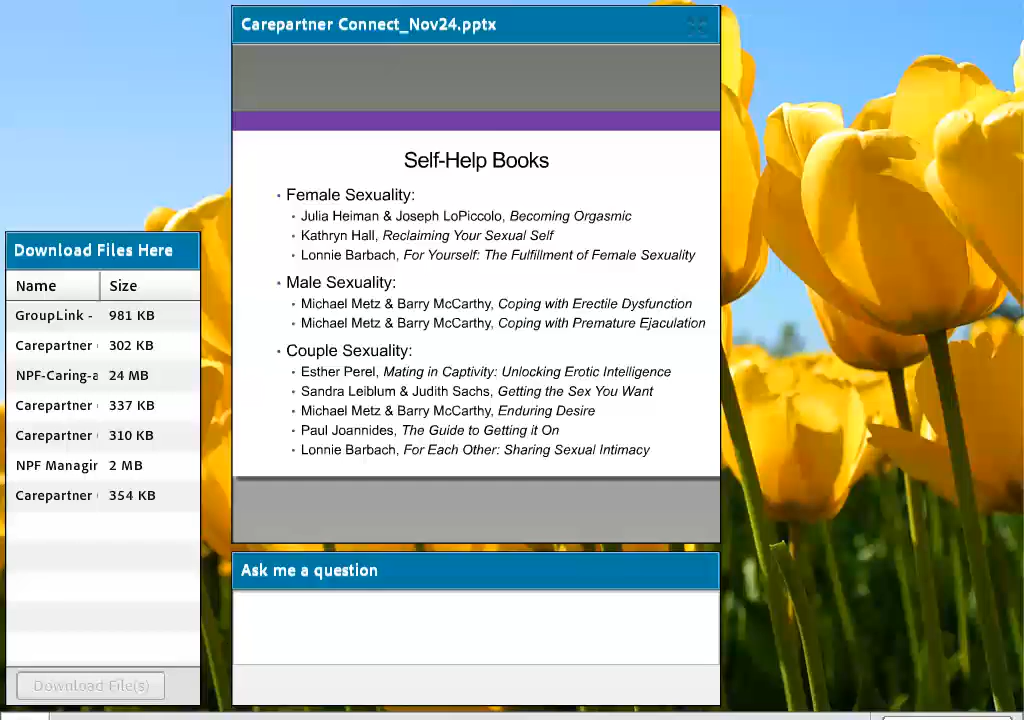 Carepartner Connect_Nov24.pptx
Self-Help Books
• Female Sexuality:
• Julia Heiman & Joseph LoPiccolo, Becoming Orgasmic
• Kathryn Hall, Reclaiming Your Sexual Self
• Lonnie Barbach, For Yourself: The Fulfillment of Female Sexuality
• Male Sexuality:
• Michael Metz & Barry McCarthy, Coping with Erectile Dysfunction
• Michael Metz & Barry McCarthy, Coping with Premature Ejaculation
• Couple Sexuality:
• Esther Perel, Mating in Captivity: Unlocking Erotic Intelligence
• Sandra Leiblum & Judith Sachs, Getting the Sex You Want
• Michael Metz & Barry McCarthy, Enduring Desire
• Paul Joannides, The Guide to Getting it On
• Lonnie Barbach, For Each Other: Sharing Sexual Intimacy
Download Files Here
Name Size
GroupLink - 981 KB
Carepartner 302 KB
NPF-Caring-a 24 MB
Carepartner 337 KB
Carepartner 310 KB
NPF Managin 2 MB
Carepartner 354 KB
Download File(s)
Ask me a question